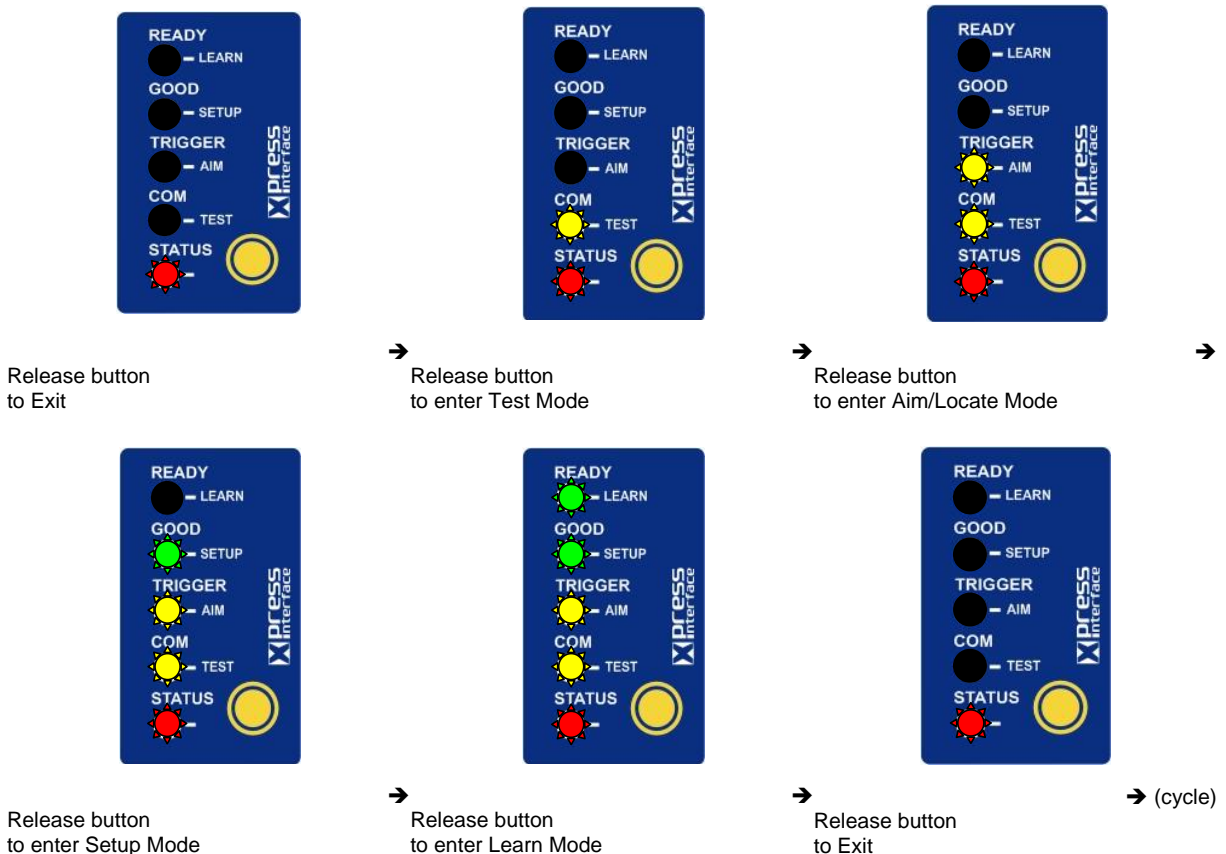 READY
LEARN
GOOD
SETUP
TRIGGER
AIM
COM
TEST
STATUS
Xpress
interface
➔
Release button
to Exit
READY
LEARN
GOOD
SETUP
TRIGGER
AIM
COM
TEST
STATUS
Xpress
interface
➔
Release button
to enter Test Mode
READY
LEARN
GOOD
SETUP
TRIGGER
AIM
COM
TEST
STATUS
Xpress
interface
➔
Release button
to enter Aim/Locate Mode
READY
LEARN
GOOD
SETUP
TRIGGER
AIM
COM
TEST
STATUS
Xpress
interface
➔
Release button
to enter Setup Mode
READY
LEARN
GOOD
SETUP
TRIGGER
AIM
COM
TEST
STATUS
Xpress
interface
➔
Release button
to enter Learn Mode
READY
LEARN
GOOD
SETUP
TRIGGER
AIM
COM
TEST
STATUS
Xpress
interface
➔ (cycle)
Release button
to Exit